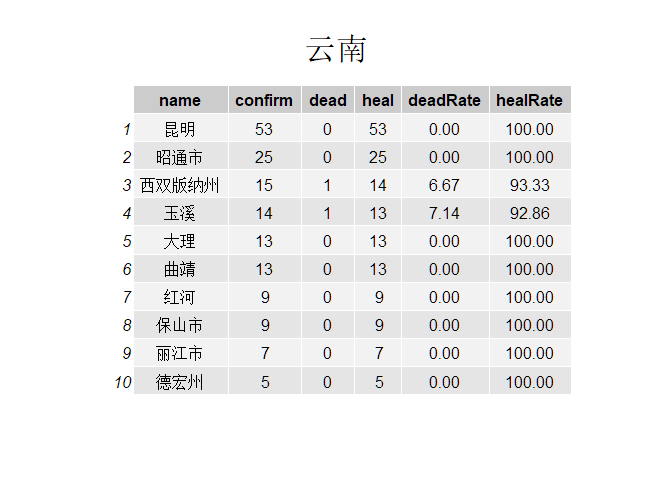 云南
name confirm dead heal deadRate healRate
1 昆明 53 0 53 0.00 100.00
2 昭通市 25 0 25 0.00 100.00
3 西双版纳州 15 1 14 6.67 93.33
4 玉溪 14 1 13 7.14 92.86
5 大理 13 0 13 0.00 100.00
6 曲靖 13 0 13 0.00 100.00
7 红河 9 0 9 0.00 100.00
8 保山市 9 0 9 0.00 100.00
9 丽江市 7 0 7 0.00 100.00
10 德宏州 5 0 5 0.00 100.00